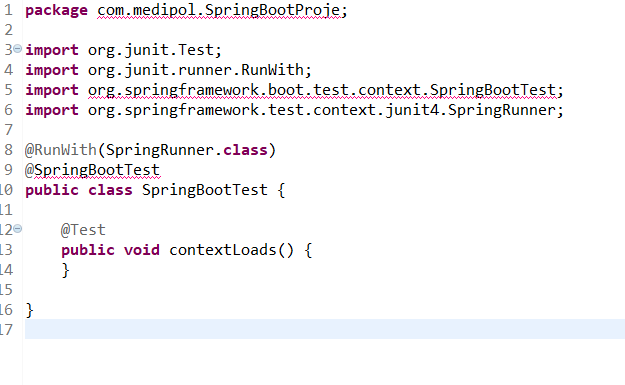 1 package com.medipol.SpringBootProje;
2
3 import org.junit.Test;
4 import org.junit.runner.RunWith;
5 import org.springframework.boot.test.context.SpringBootTest;
6 import org.springframework.test.context.junit4.SpringRunner;
7
8 @RunWith(SpringRunner.class)
9 @SpringBootTest
10 public class SpringBootTest {
11
12     @Test
13     public void contextLoads() {
14     }
15
16 }
17